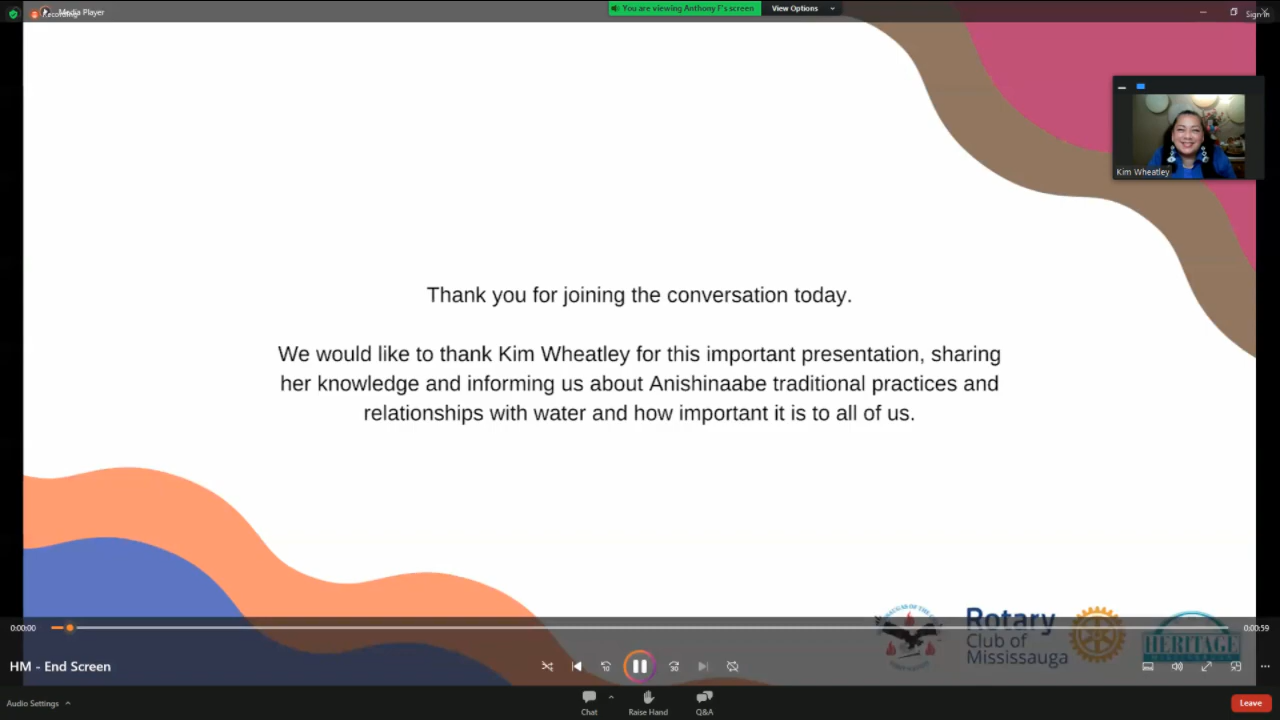 Recording
Media Player
You are viewing Anthony F's screen
View Options
Sign in
Kim Wheatley
Thank you for joining the conversation today.
We would like to thank Kim Wheatley for this important presentation, sharing
her knowledge and informing us about Anishinaabe traditional practices and
relationships with water and how important it is to all of us.
Rotary
Club of
Mississauga
HERITAGE
0:00:00
0:00:59
HM - End Screen
10
30
Audio Settings
Chat
Raise Hand
Q&A
Leave